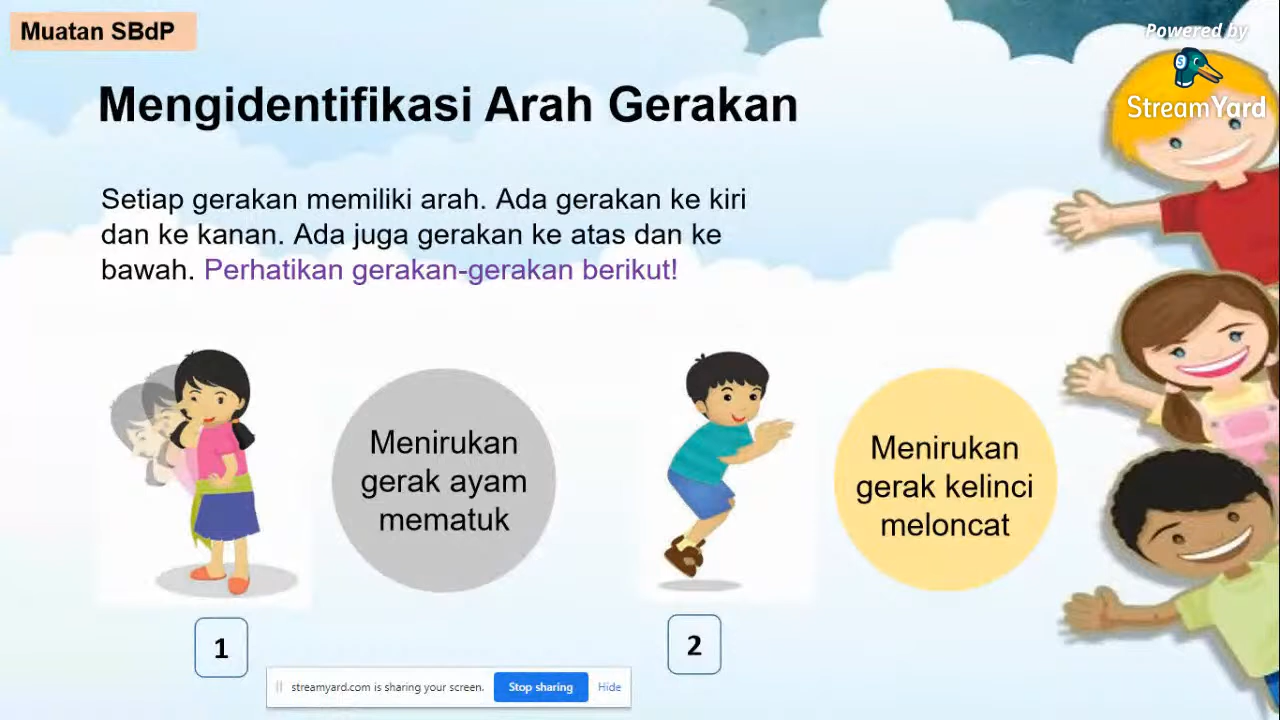 Muatan SBdP
Powered by
StreamYard
Mengidentifikasi Arah Gerakan
Setiap gerakan memiliki arah. Ada gerakan ke kiri
dan ke kanan. Ada juga gerakan ke atas dan ke
bawah. Perhatikan gerakan-gerakan berikut!
Menirukan
gerak ayam
mematuk
Menirukan
gerak kelinci
meloncat
1
2
streamyard.com is sharing your screen.
Stop sharing
Hide